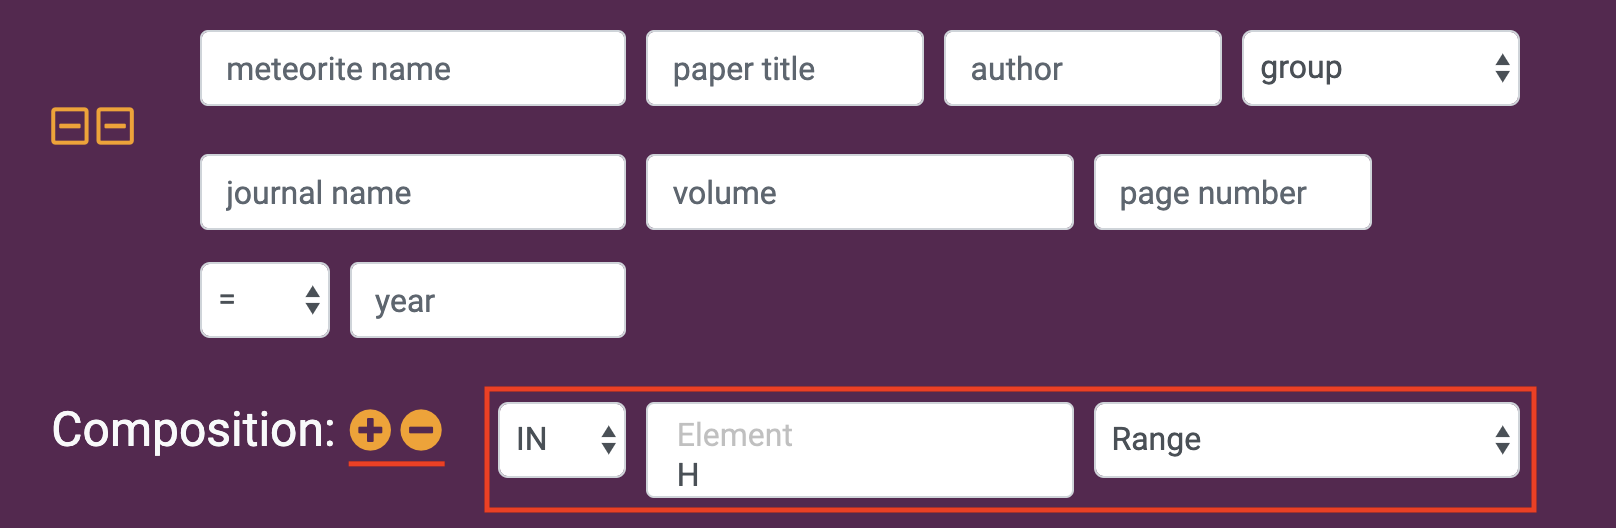 meteorite name paper title author group
journal name volume page number
= year
Composition: IN Element Range
H